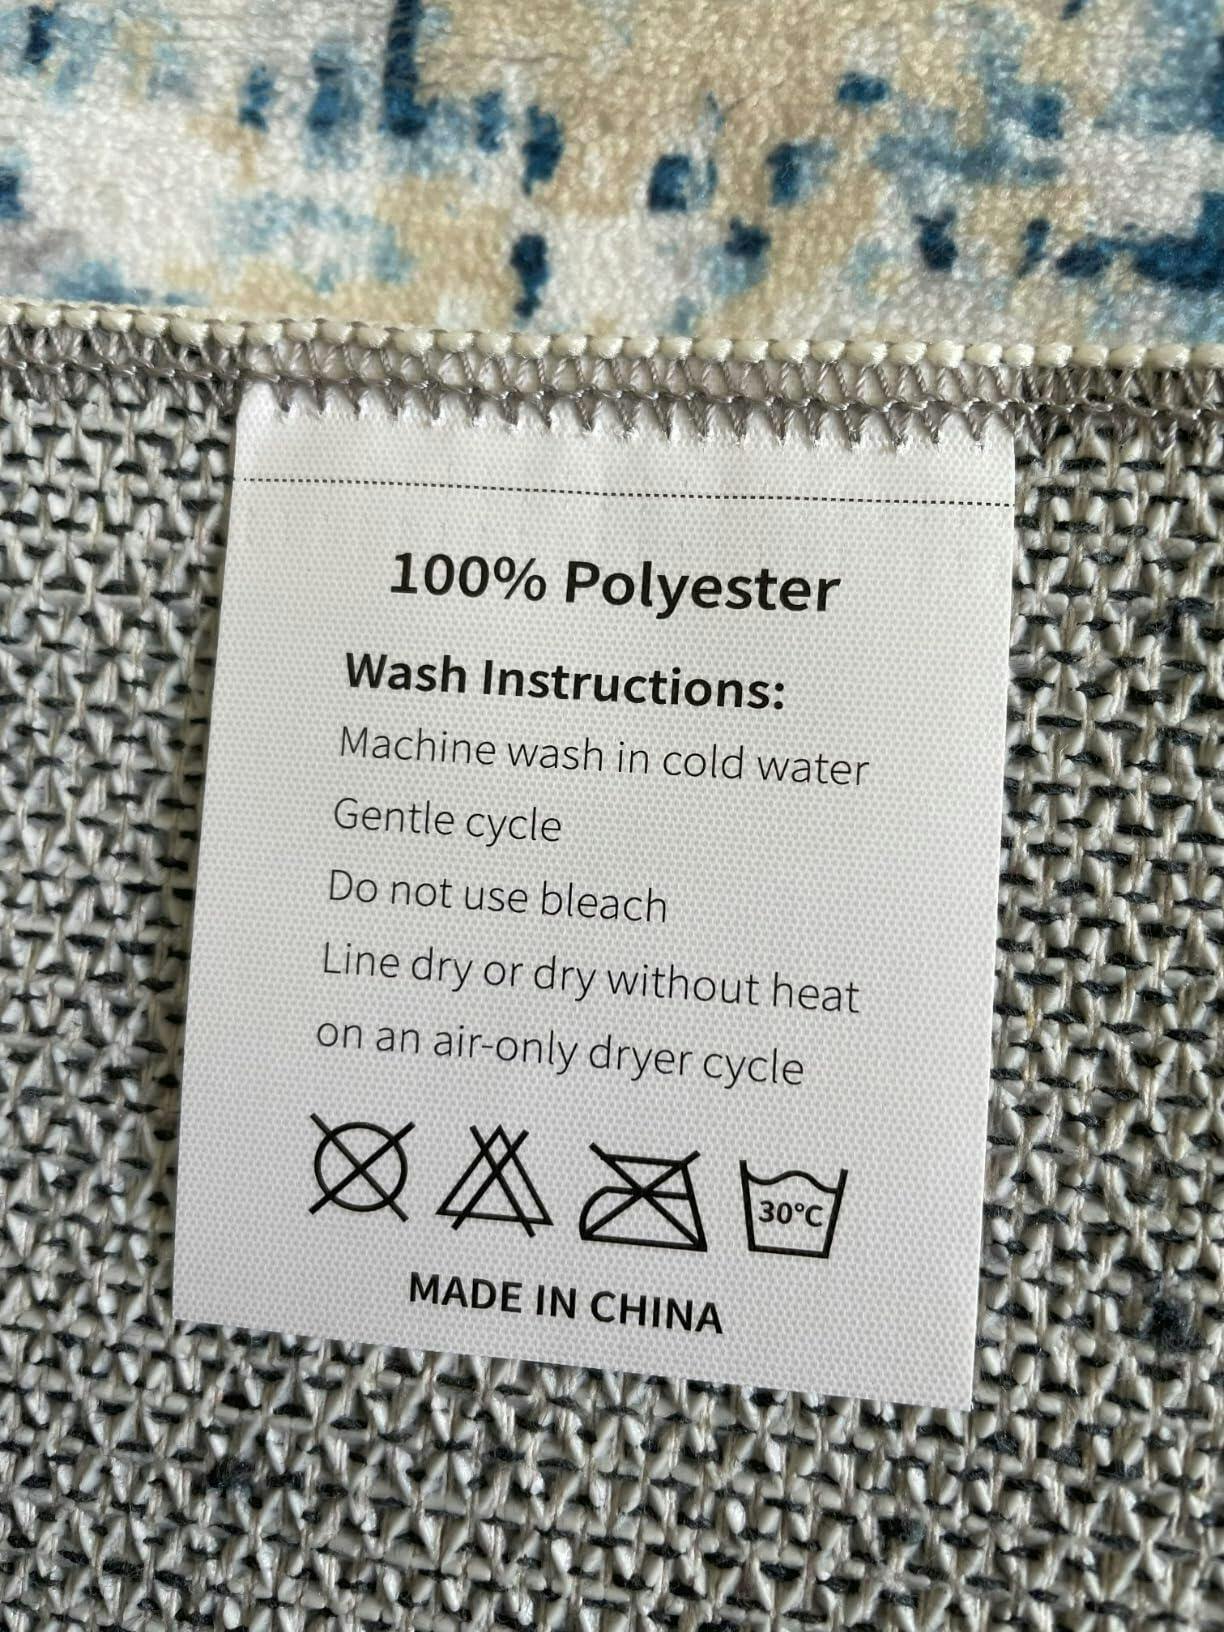 100% Polyester
Wash Instructions:
Machine wash in cold water
Gentle cycle
Do not use bleach
Line dry or dry without heat
on an air-only dryer cycle
30°C
MADE IN CHINA